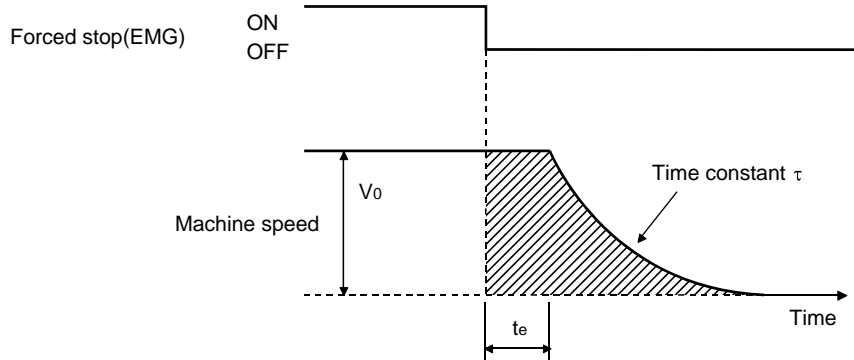 Forced stop(EMG)
ON
OFF
V0
Time constant τ
Machine speed
Time
te